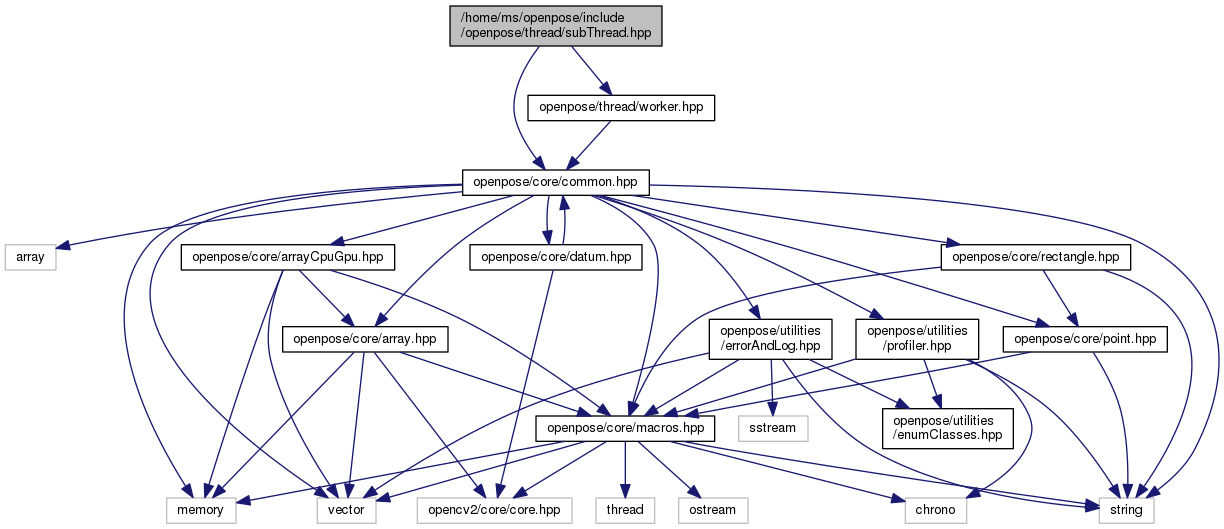 /home/ms/openpose/include
/openpose/thread/subThread.hpp
openpose/thread/worker.hpp
openpose/core/common.hpp
array
openpose/core/arrayCpuGpu.hpp
openpose/core/datum.hpp
openpose/core/rectangle.hpp
openpose/core/array.hpp
openpose/utilities
/errorAndLog.hpp
openpose/utilities
/profiler.hpp
openpose/core/point.hpp
openpose/core/macros.hpp
sstream
openpose/utilities
/enumClasses.hpp
memory
vector
opencv2/core/core.hpp
thread
ostream
chrono
string